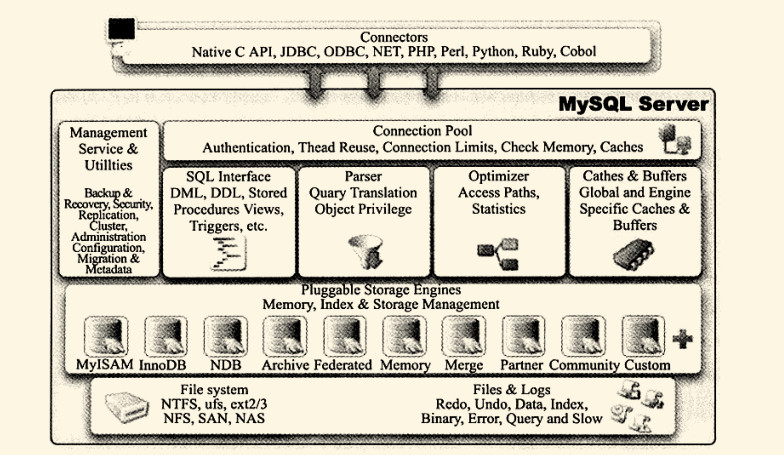 Connectors
Native C API, JDBC, ODBC, NET, PHP, Perl, Python, Ruby, Cobol
MySQL Server
Management
Service &
Utillties
Backup &
Recovery, Security,
Replication,
Cluster,
Administration
Configuration,
Migration &
Metadata
Connection Pool
Authentication, Thead Reuse, Connection Limits, Check Memory, Caches
SQL Interface
DML, DDL, Stored
Procedures Views,
Triggers, etc.
Parser
Quary Translation
Object Privilege
Optimizer
Access Paths,
Statistics
Cathes & Buffers
Global and Engine
Specific Caches &
Buffers
Pluggable Storage Engines
Memory, Index & Storage Management
MyISAM InnoDB NDB Archive Federated Memory Merge Partner Community Custom
File system
NTFS, ufs, ext2/3
NFS, SAN, NAS
Files & Logs
Redo, Undo, Data, Index,
Binary, Error, Query and Slow